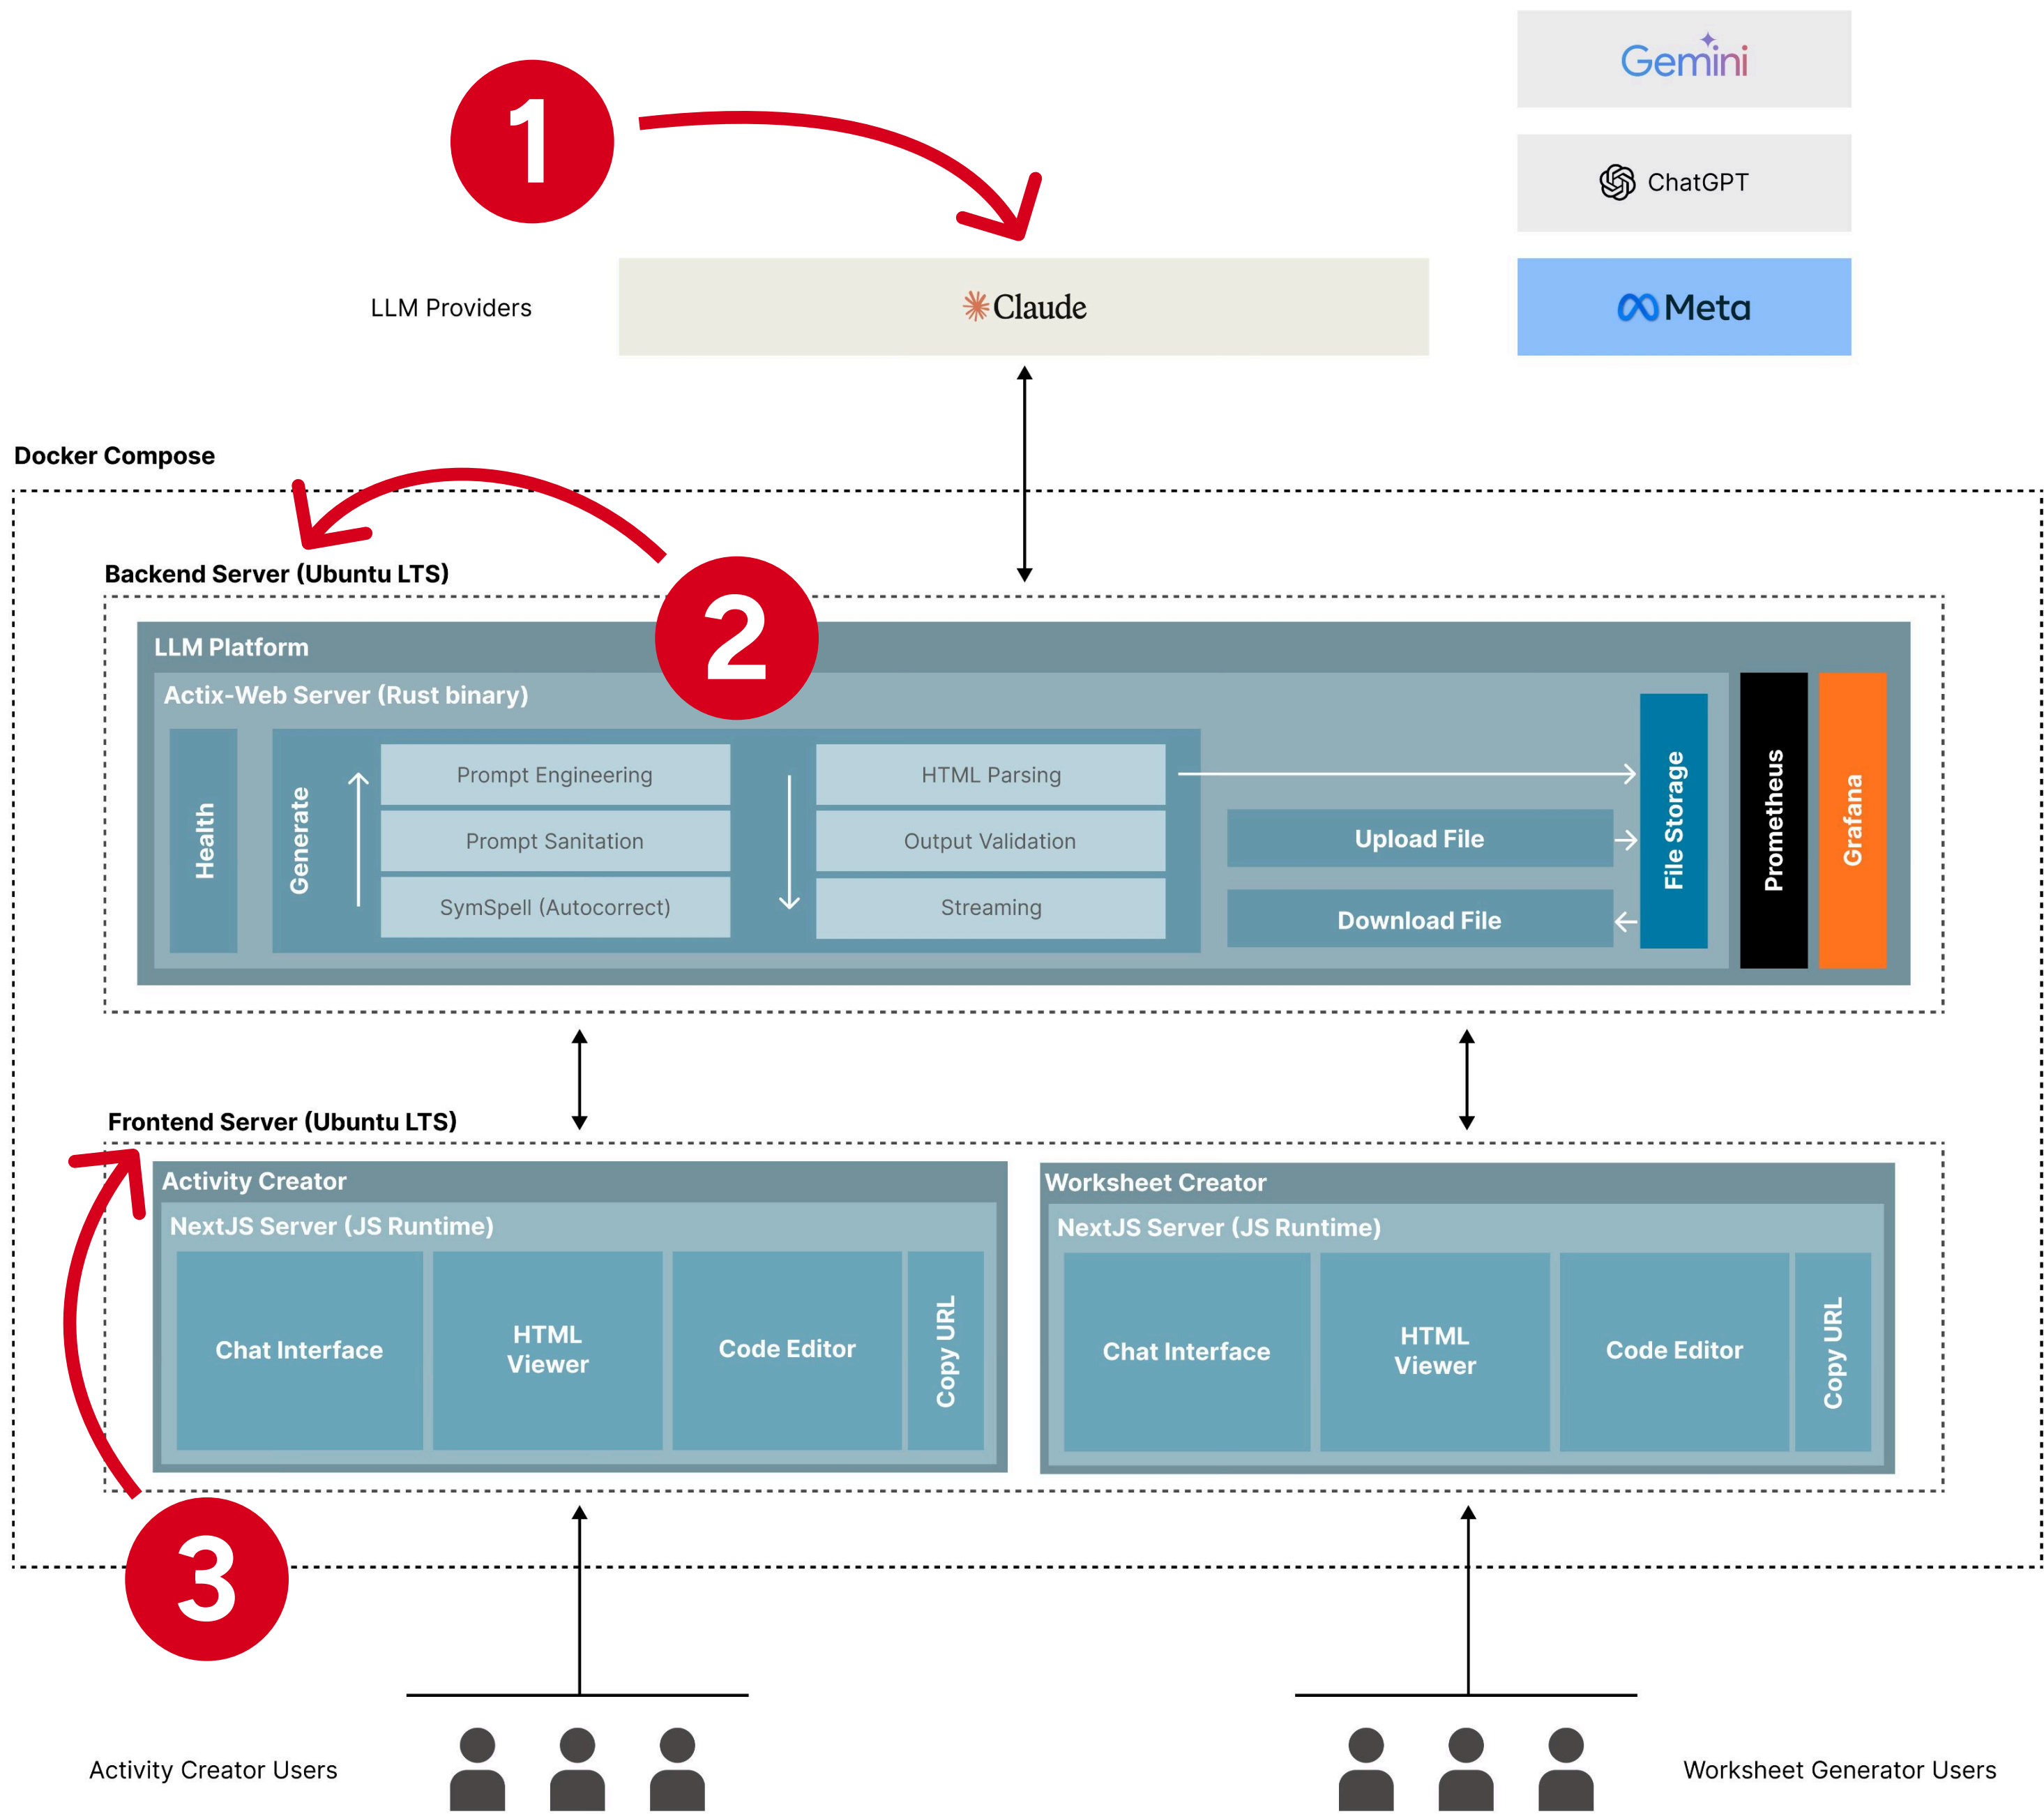 Gemini
1
ChatGPT
LLM Providers
Claude
Meta
Docker Compose
Backend Server (Ubuntu LTS)
2
LLM Platform
Actix-Web Server (Rust binary)
Health
Generate
Prompt Engineering
Prompt Sanitation
SymSpell (Autocorrect)
HTML Parsing
Output Validation
Streaming
Upload File
Download File
File Storage
Prometheus
Grafana
Frontend Server (Ubuntu LTS)
Activity Creator
NextJS Server (JS Runtime)
Chat Interface
HTML
Viewer
Code Editor
Copy URL
Worksheet Creator
NextJS Server (JS Runtime)
Chat Interface
HTML
Viewer
Code Editor
Copy URL
3
Activity Creator Users
Worksheet Generator Users